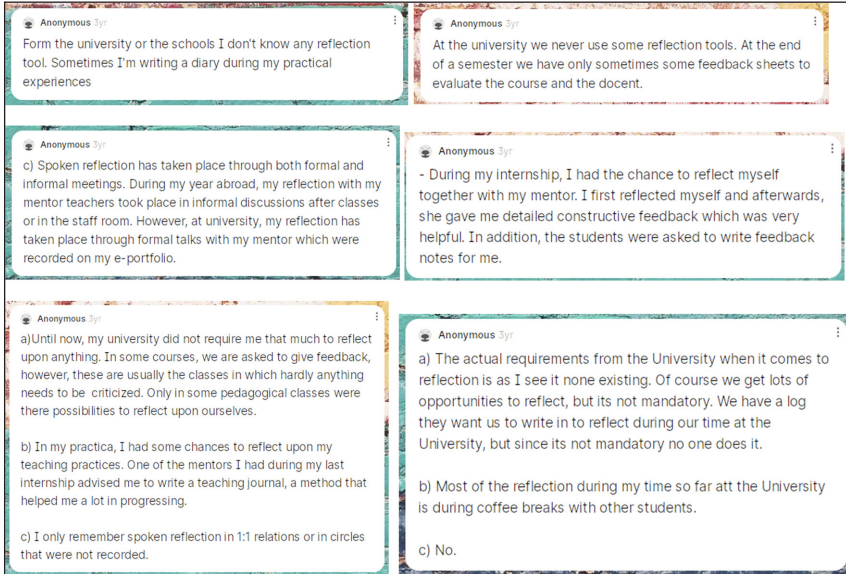 Anonymous 3yr
Form the university or the schools I don't know any reflection
tool. Sometimes I'm writing a diary during my practical
experiences
Anonymous 3yr
At the university we never use some reflection tools. At the end
of a semester we have only sometimes some feedback sheets to
evaluate the course and the docent.
Anonymous 3yr
c) Spoken reflection has taken place through both formal and
informal meetings. During my year abroad, my reflection with my
mentor teachers took place in informal discussions after classes
or in the staff room. However, at university, my reflection has
taken place through formal talks with my mentor which were
recorded on my e-portfolio.
Anonymous 3yr
- During my internship, I had the chance to reflect myself
together with my mentor. I first reflected myself and afterwards,
she gave me detailed constructive feedback which was very
helpful. In addition, the students were asked to write feedback
notes for me.
Anonymous 3yr
a)Until now, my university did not require me that much to reflect
upon anything. In some courses, we are asked to give feedback,
however, these are usually the classes in which hardly anything
needs to be criticized. Only in some pedagogical classes were
there possibilities to reflect upon ourselves.
b) In my practica, I had some chances to reflect upon my
teaching practices. One of the mentors I had during my last
internship advised me to write a teaching journal, a method that
helped me a lot in progressing.
c) I only remember spoken reflection in 1:1 relations or in circles
that were not recorded.
Anonymous 3yr
a) The actual requirements from the University when it comes to
reflection is as I see it none existing. Of course we get lots of
opportunities to reflect, but its not mandatory. We have a log
they want us to write in to reflect during our time at the
University, but since its not mandatory no one does it.
b) Most of the reflection during my time so far att the University
is during coffee breaks with other students.
c) No.